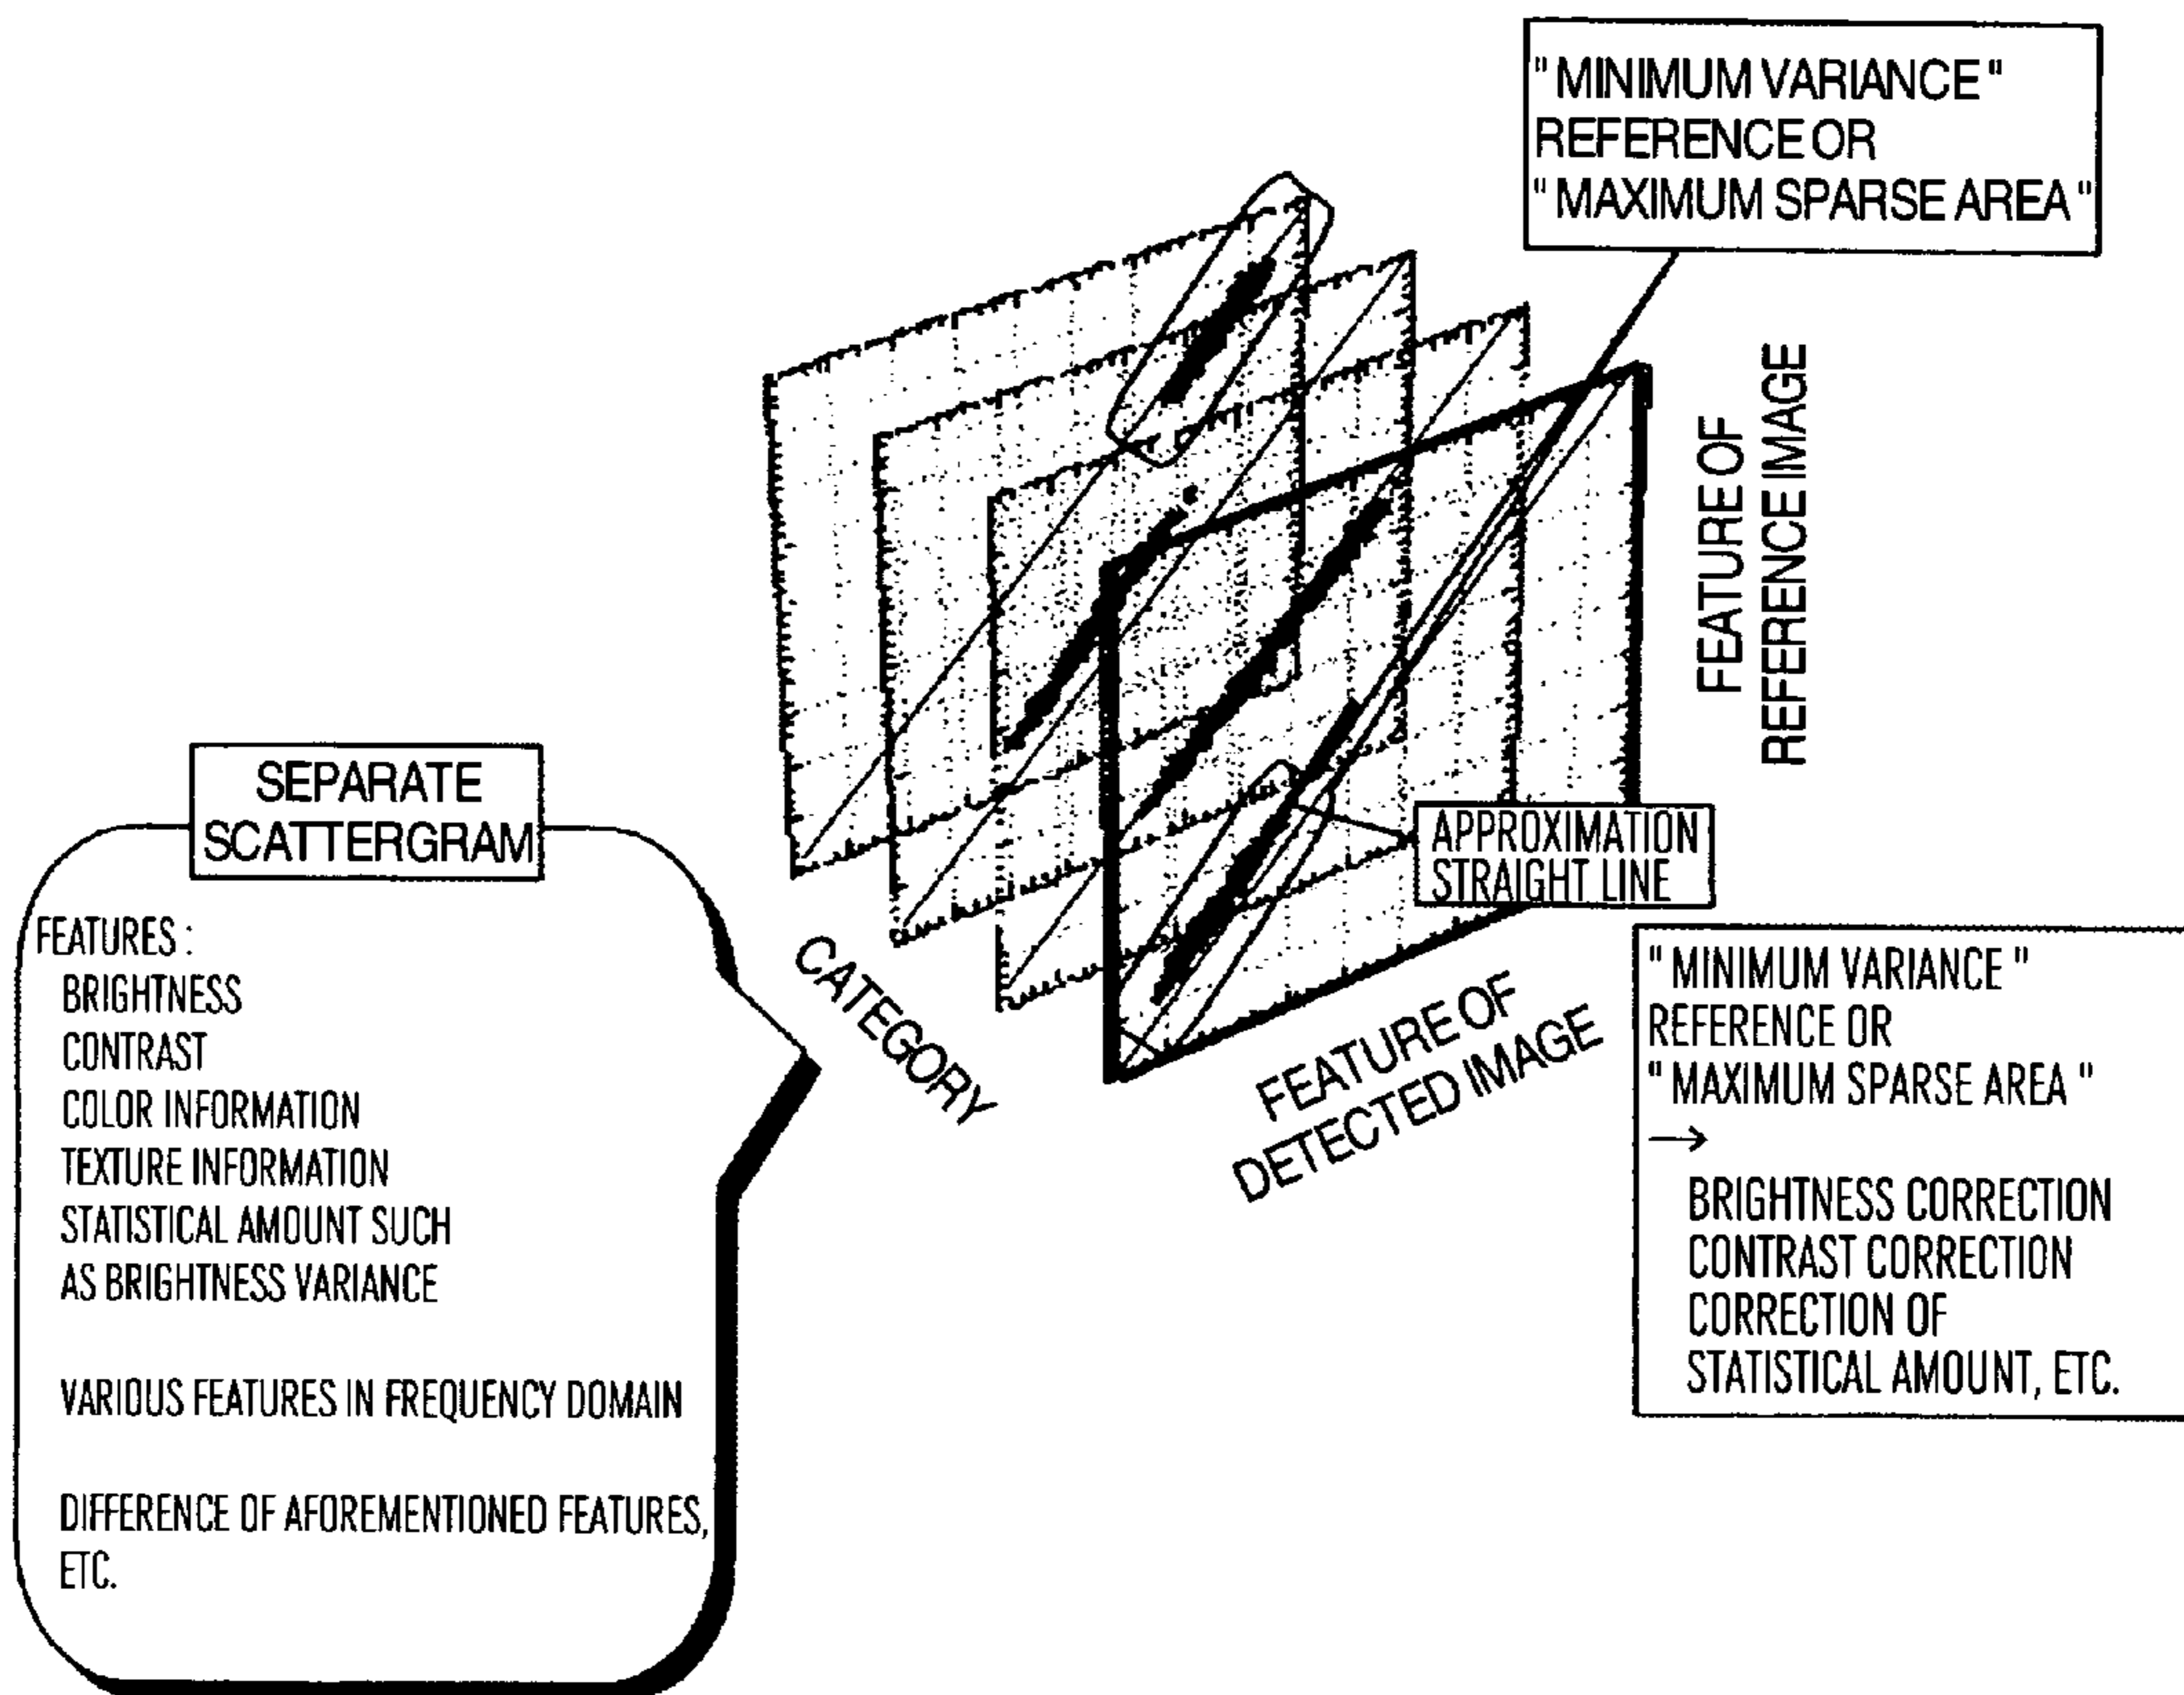 " MINIMUM VARIANCE "
REFERENCE OR
" MAXIMUM SPARSE AREA "
FEATURE OF
REFERENCE IMAGE
SEPARATE
SCATTERGRAM
FEATURES :
BRIGHTNESS
CONTRAST
COLOR INFORMATION
TEXTURE INFORMATION
STATISTICAL AMOUNT SUCH
AS BRIGHTNESS VARIANCE
VARIOUS FEATURES IN FREQUENCY DOMAIN
DIFFERENCE OF AFOREMENTIONED FEATURES,
ETC.
CATEGORY
FEATURE OF
DETECTED IMAGE
APPROXIMATION
STRAIGHT LINE
" MINIMUM VARIANCE "
REFERENCE OR
" MAXIMUM SPARSE AREA "
→
BRIGHTNESS CORRECTION
CONTRAST CORRECTION
CORRECTION OF
STATISTICAL AMOUNT, ETC.